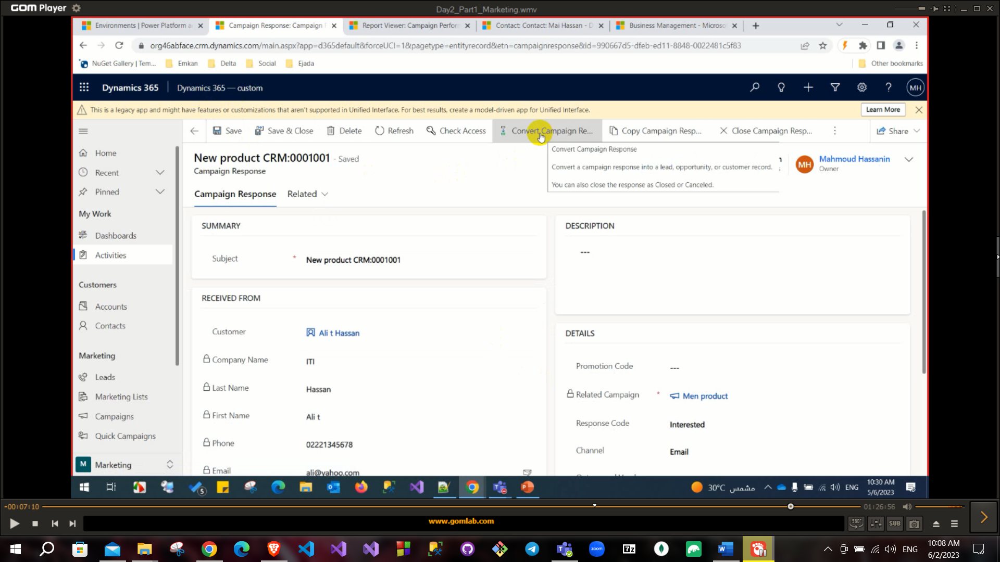 GOM Player
Day2_Part1_Marketing.wmv
Environments | Power Platform a
Campaign Response: Campaign
Report Viewer: Campaign Perfor
Contact: Contact: Mai Hassan - D
Business Management - Microso
org46abface.crm.dynamics.com/main.aspx?app=d365default&forceUCI=1&pagetype=entityrecord&etn=campaignresponse&id=990667d5-dfeb-ed11-8848-0022481c5f83
NuGet Gallery | Tem...
Emkan
Delta
Social
Ejada
Other bookmarks
Dynamics 365
Dynamics 365 — custom
MH
This is a legacy app and might have features or customizations that aren't supported in Unified Interface. For best results, create a model-driven app for Unified Interface.
Learn More
Save
Save & Close
Delete
Refresh
Check Access
Convert Campaign Re...
Copy Campaign Resp...
Close Campaign Resp...
Share
Home
Recent
Pinned
My Work
Dashboards
Activities
Customers
Accounts
Contacts
Marketing
Leads
Marketing Lists
Campaigns
Quick Campaigns
M Marketing
New product CRM:0001001 - Saved
Campaign Response
Convert Campaign Response
Convert a campaign response into a lead, opportunity, or customer record.
You can also close the response as Closed or Canceled.
MH
Mahmoud Hassanin
Owner
Campaign Response
Related
SUMMARY
Subject * New product CRM:0001001
RECEIVED FROM
Customer Ali t Hassan
Company Name ITI
Last Name Hassan
First Name Ali t
Phone 02221345678
Email ali@yahoo.com
DESCRIPTION
---
DETAILS
Promotion Code ---
Related Campaign * Men product
Response Code Interested
Channel Email
5
30°C مشمس
ENG
10:30 AM
5/6/2023
-00:07:10
01:26:56
www.gomlab.com
360°
SUB
zoom
7z
ENG
10:08 AM
6/2/2023